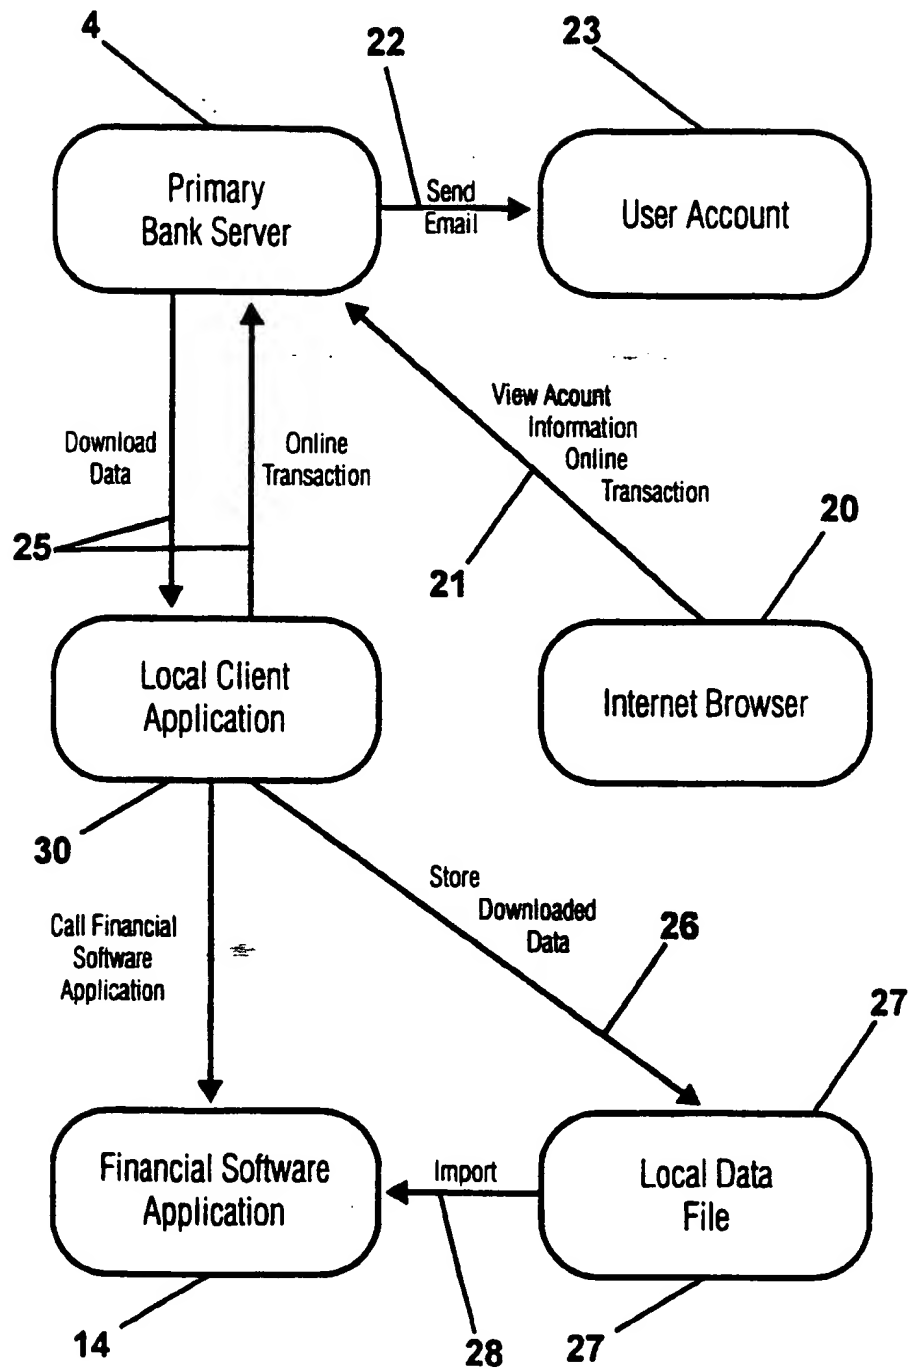 4
22
23
Primary
Bank Server
Send
Email
User Account
View Acount
Information
Online
Transaction
Download
Data
Online
Transaction
25
21
20
Local Client
Application
Internet Browser
30
Store
Downloaded
Data
Call Financial
Software
Application
26
27
Financial Software
Application
Import
Local Data
File
14
28
27